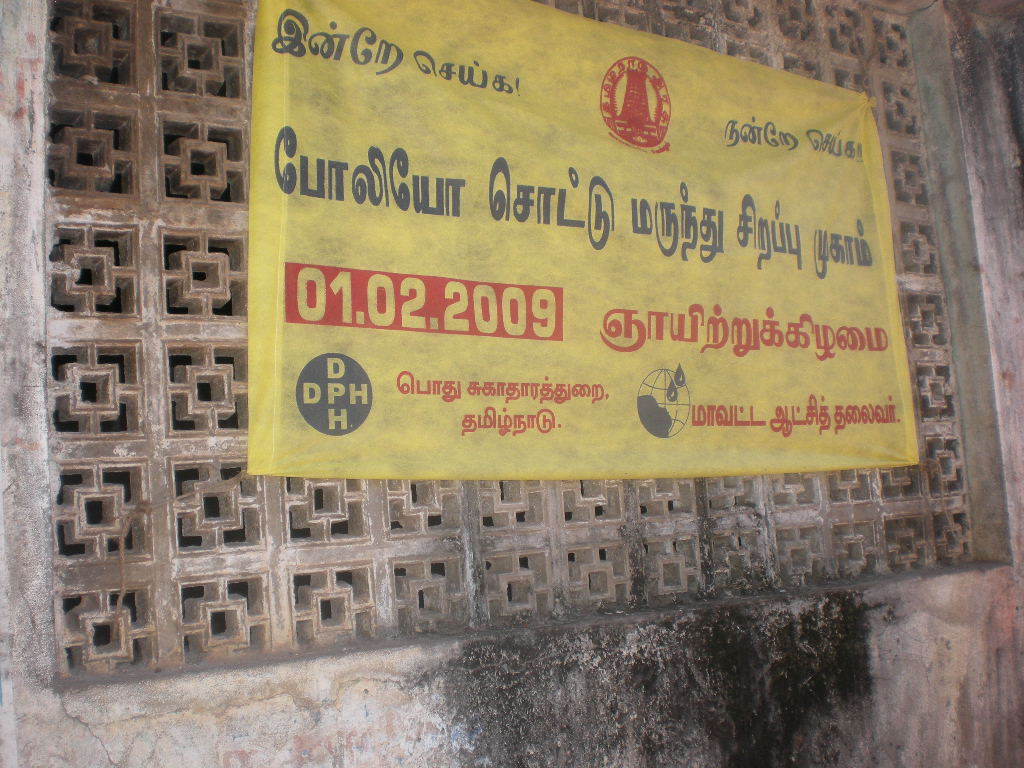 இன்றே செய்க!
நன்றே செய்க!!
போலியோ சொட்டு மருந்து சிறப்பு முகாம்
01.02.2009 ஞாயிற்றுக்கிழமை
D
DPH
H
பொது சுகாதாரத்துறை,
தமிழ்நாடு.
மாவட்ட ஆட்சித் தலைவர்.